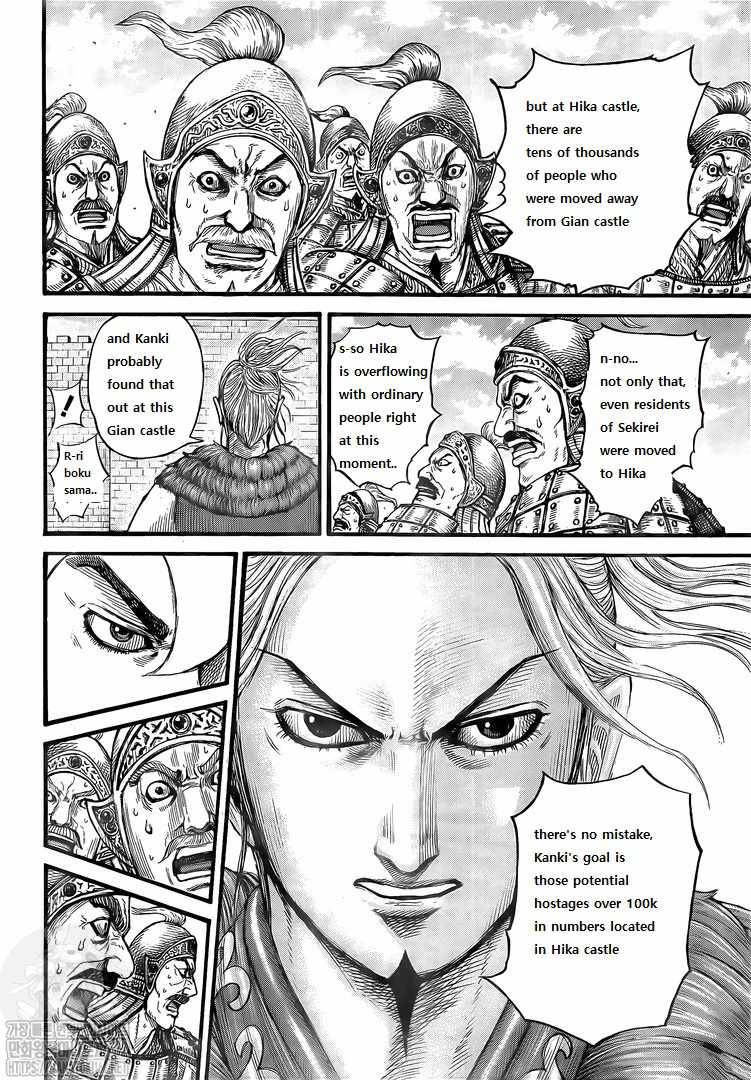 but at Hika castle,
there are
tens of thousands
of people who
were moved away
from Gian castle
n-no...
not only that,
even residents
of Sekirei
were moved
to Hika
s-so Hika
is overflowing
with ordinary
people right
at this
moment..
and Kanki
probably
found that
out at this
Gian castle
!
R-ri
boku
sama..
there's no mistake,
Kanki's goal is
those potential
hostages over 100k
in numbers located
in Hika castle